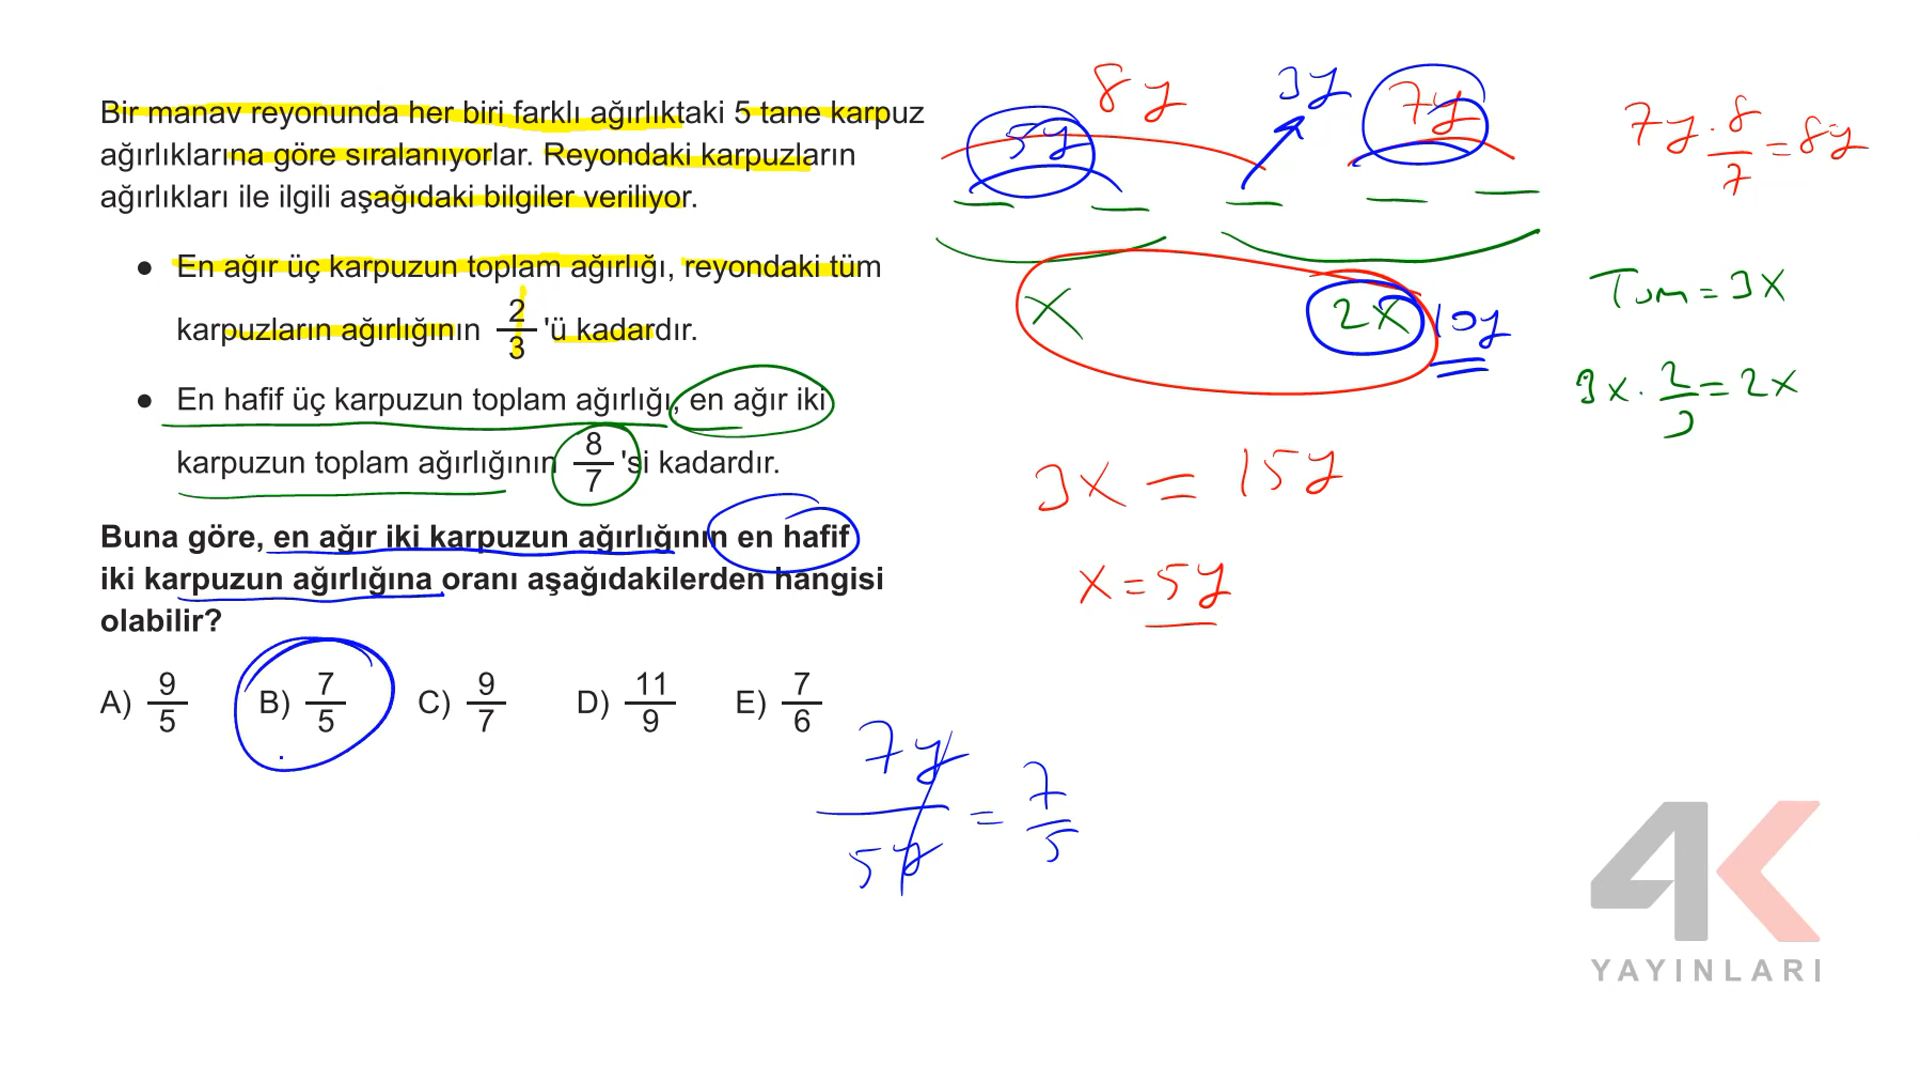 Bir manav reyonunda her biri farklı ağırlıktaki 5 tane karpuz
ağırlıklarına göre sıralanıyorlar. Reyondaki karpuzların
ağırlıkları ile ilgili aşağıdaki bilgiler veriliyor.
● En ağır üç karpuzun toplam ağırlığı, reyondaki tüm
karpuzların ağırlığının 2/3 'ü kadardır.
● En hafif üç karpuzun toplam ağırlığı, en ağır iki
karpuzun toplam ağırlığının 8/7 'si kadardır.
Buna göre, en ağır iki karpuzun ağırlığının en hafif
iki karpuzun ağırlığına oranı aşağıdakilerden hangisi
olabilir?
A) 9/5 B) 7/5 C) 9/7 D) 11/9 E) 7/6
8y 3y
5y 7y
7y . 8/7 = 8y
x 2x 10y
Tüm = 3x
3x . 2/3 = 2x
3x = 15y
x = 5y
7y/5y = 7/5
4K
YAYINLARI